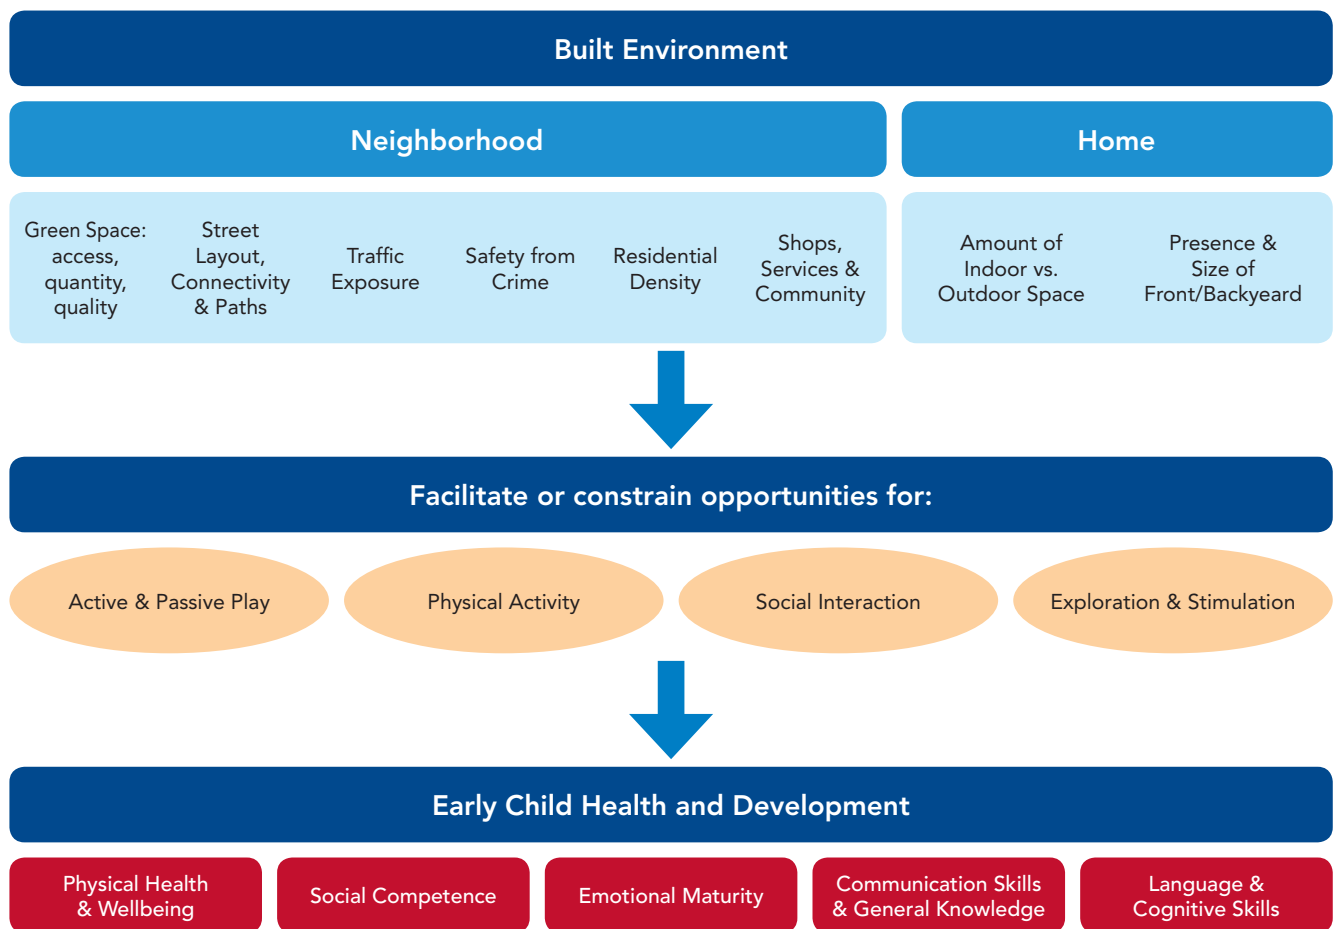 Built Environment
Neighborhood
Home
Green Space:
access,
quantity,
quality
Street
Layout,
Connectivity
& Paths
Traffic
Exposure
Safety from
Crime
Residential
Density
Shops,
Services &
Community
Amount of
Indoor vs.
Outdoor Space
Presence &
Size of
Front/Backyeard
Facilitate or constrain opportunities for:
Active & Passive Play
Physical Activity
Social Interaction
Exploration & Stimulation
Early Child Health and Development
Physical Health
& Wellbeing
Social Competence
Emotional Maturity
Communication Skills
& General Knowledge
Language &
Cognitive Skills